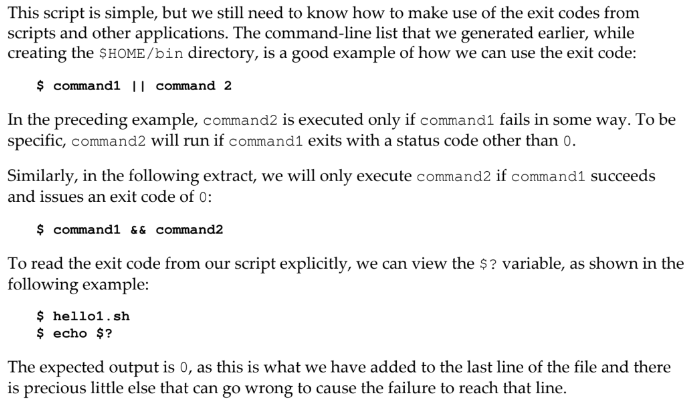 This script is simple, but we still need to know how to make use of the exit codes from
scripts and other applications. The command-line list that we generated earlier, while
creating the $HOME/bin directory, is a good example of how we can use the exit code:
$ command1 || command 2
In the preceding example, command2 is executed only if command1 fails in some way. To be
specific, command2 will run if command1 exits with a status code other than 0.
Similarly, in the following extract, we will only execute command2 if command1 succeeds
and issues an exit code of 0:
$ command1 && command2
To read the exit code from our script explicitly, we can view the $? variable, as shown in the
following example:
$ hello1.sh
$ echo $?
The expected output is 0, as this is what we have added to the last line of the file and there
is precious little else that can go wrong to cause the failure to reach that line.